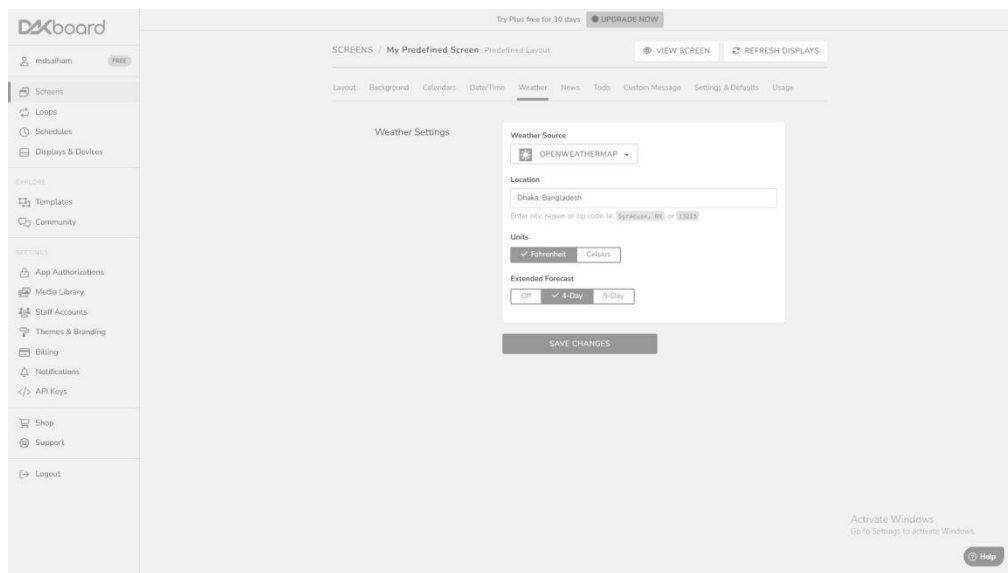 Try Plus free for 30 days UPGRADE NOW
DAKboard
mdsaiham FREE
Screens
Loops
Schedules
Displays & Devices
EXPLORE
Templates
Community
SETTINGS
App Authorizations
Media Library
Staff Accounts
Themes & Branding
Billing
Notifications
API Keys
Shop
Support
Logout
SCREENS / My Predefined Screen Predefined Layout
VIEW SCREEN REFRESH DISPLAYS
Layout Background Calendars Date/Time Weather News Todo Custom Message Settings & Defaults Usage
Weather Settings
Weather Source
OPENWEATHERMAP
Location
Dhaka, Bangladesh
Enter city, region or zip code, ie. Syracuse, NY, or 13215
Units
Fahrenheit Celsius
Extended Forecast
Off 4-Day 5-Day
SAVE CHANGES
Activate Windows
Go to Settings to activate Windows.
Help